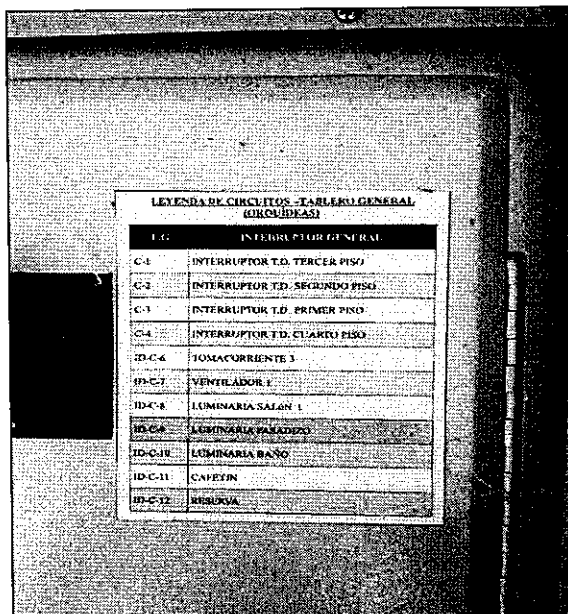 LEYENDA DE CIRCUITOS -TABLERO GENERAL
(ORQUÍDEAS)
I.G INTERRUPTOR GENERAL
C-1 INTERRUPTOR T.D. TERCER PISO
C-2 INTERRUPTOR T.D. SEGUNDO PISO
C-3 INTERRUPTOR T.D. PRIMER PISO
C-4 INTERRUPTOR T.D. CUARTO PISO
ID-C-6 TOMACORRIENTE 3
ID-C-7 VENTILADOR 1
ID-C-8 LUMINARIA SALóN 1
ID-C-9 LUMINARIA PARADIZO
ID-C-10 LUMINARIA BAÑO
ID-C-11 CAFETIN
ID-C-12 RESERVA